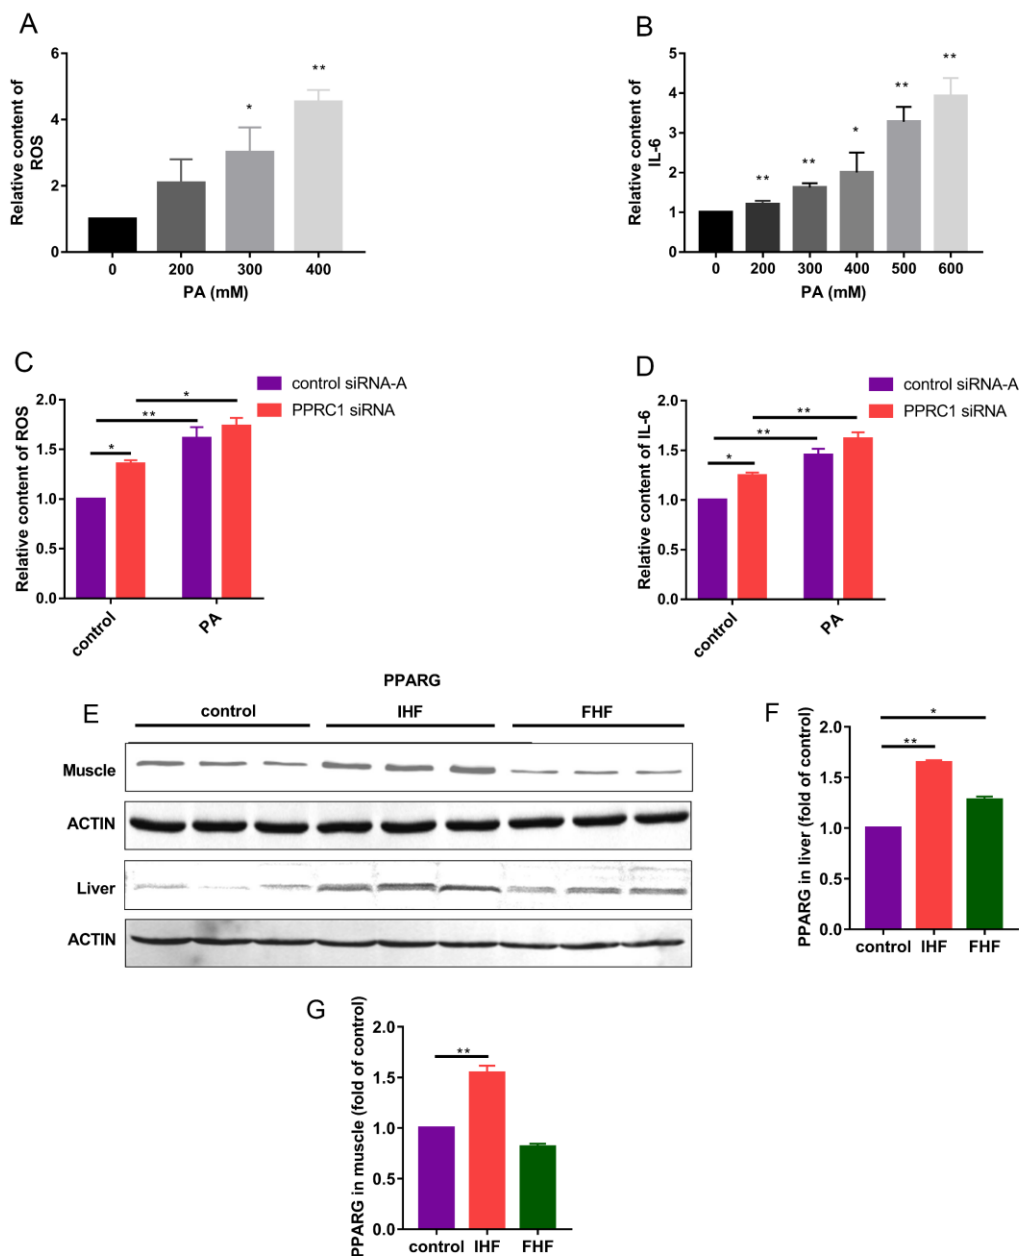 A
Relative content of
ROS
6
4
2
0
*
**
0 200 300 400
PA (mM)
B
Relative content of
IL-6
5
4
3
2
1
0
**
**
*
**
**
0 200 300 400 500 600
PA (mM)
C
control siRNA-A
PPRC1 siRNA
Relative content of ROS
2.0
1.5
1.0
0.5
0.0
*
**
*
control PA
D
control siRNA-A
PPRC1 siRNA
Relative content of IL-6
2.0
1.5
1.0
0.5
0.0
**
**
*
control PA
E
PPARG
control IHF FHF
Muscle
ACTIN
Liver
ACTIN
F
PPARG in liver (fold of control)
2.0
1.5
1.0
0.5
0.0
*
**
control IHF FHF
G
PPARG in muscle (fold of control)
2.0
1.5
1.0
0.5
0.0
**
control IHF FHF